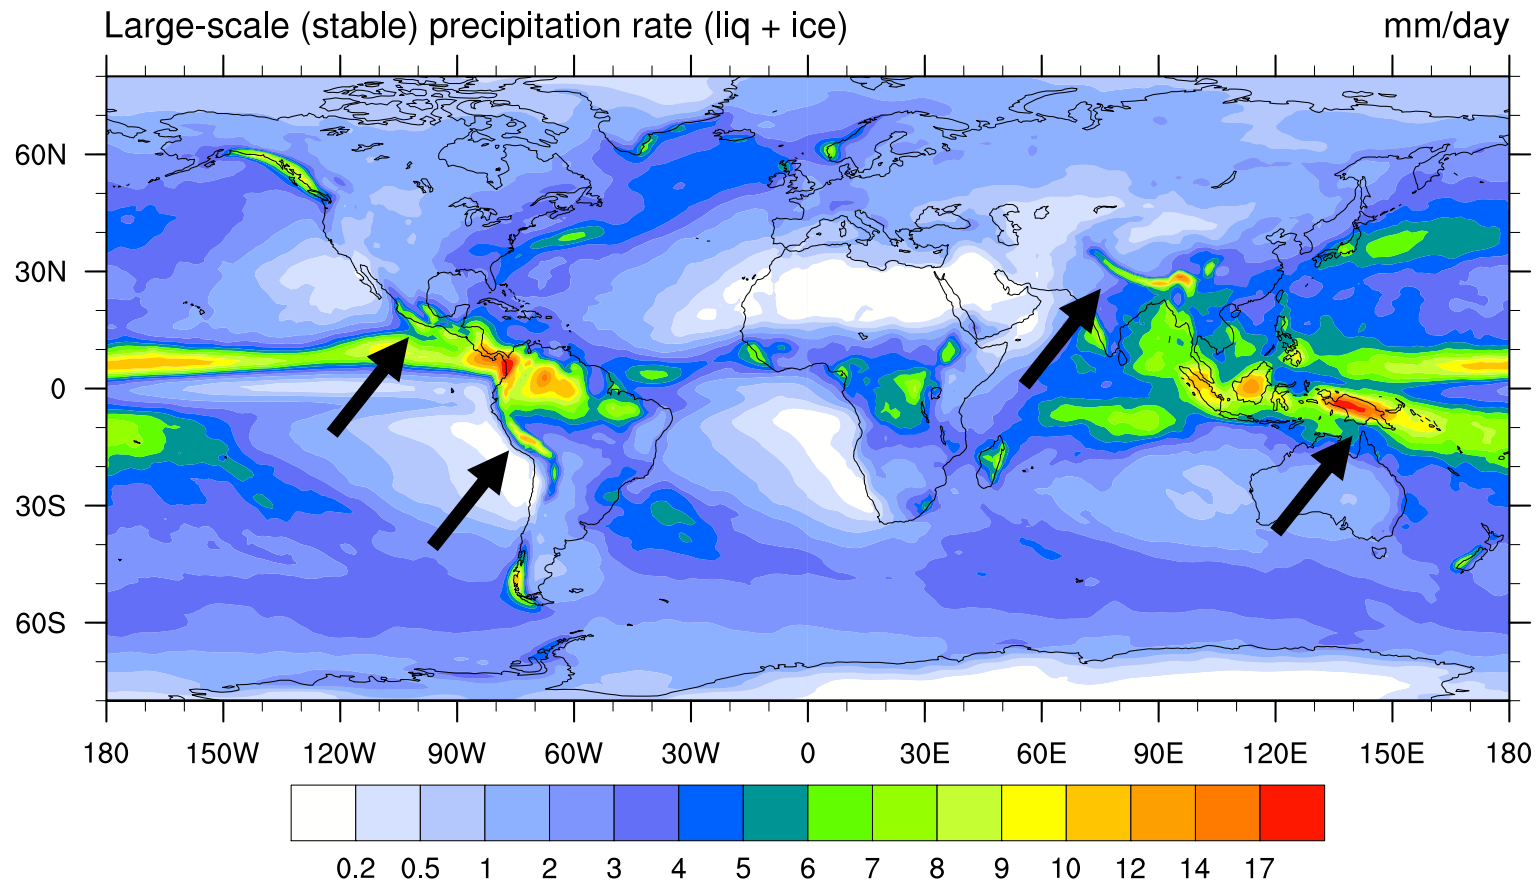 Large-scale (stable) precipitation rate (liq + ice) mm/day
60N
30N
0
30S
60S
180 150W 120W 90W 60W 30W 0 30E 60E 90E 120E 150E 180
0.2 0.5 1 2 3 4 5 6 7 8 9 10 12 14 17